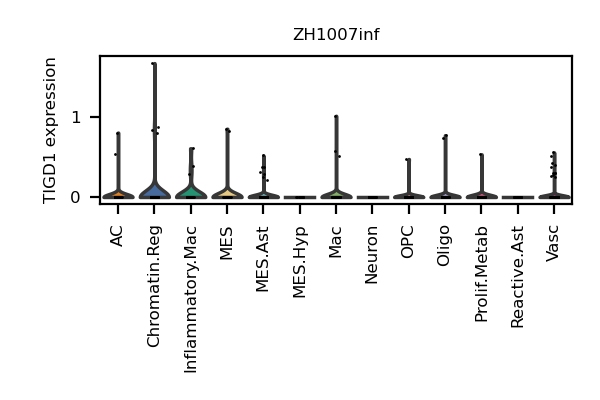 ZH1007inf
TIGD1 expression
1
0
AC
Chromatin.Reg
Inflammatory.Mac
MES
MES.Ast
MES.Hyp
Mac
Neuron
OPC
Oligo
Prolif.Metab
Reactive.Ast
Vasc